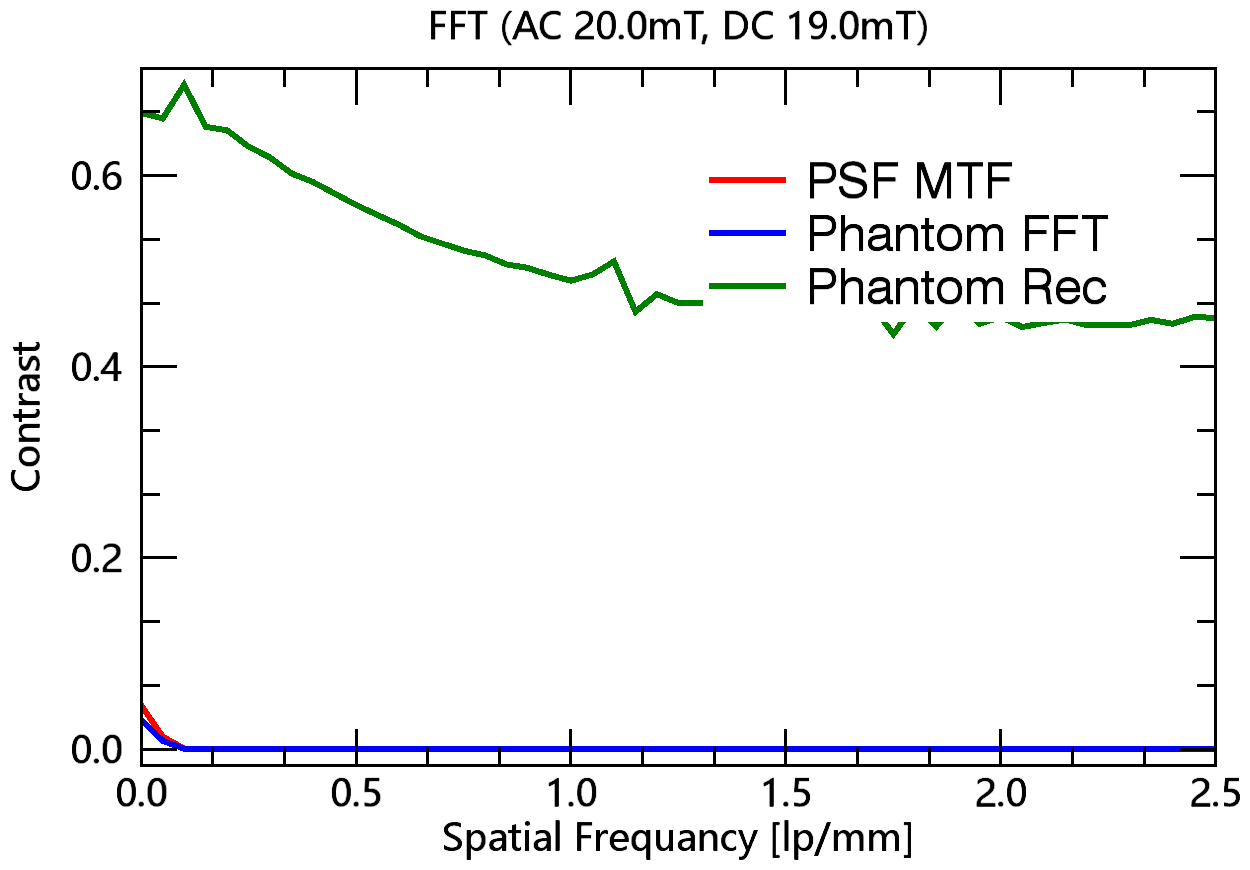 FFT (AC 20.0mT, DC 19.0mT)
0.6
0.4
0.2
0.0
Contrast
PSF MTF
Phantom FFT
Phantom Rec
0.0 0.5 1.0 1.5 2.0 2.5
Spatial Frequancy [lp/mm]